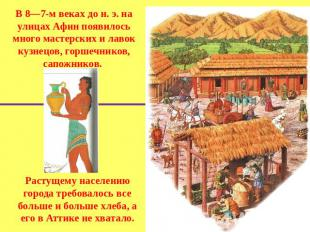 В 8—7-м веках до н. э. на
улицах Афин появилось
много мастерских и лавок
кузнецов, горшечников,
сапожников.
Растущему населению
города требовалось все
больше и больше хлеба, а
его в Аттике не хватало.